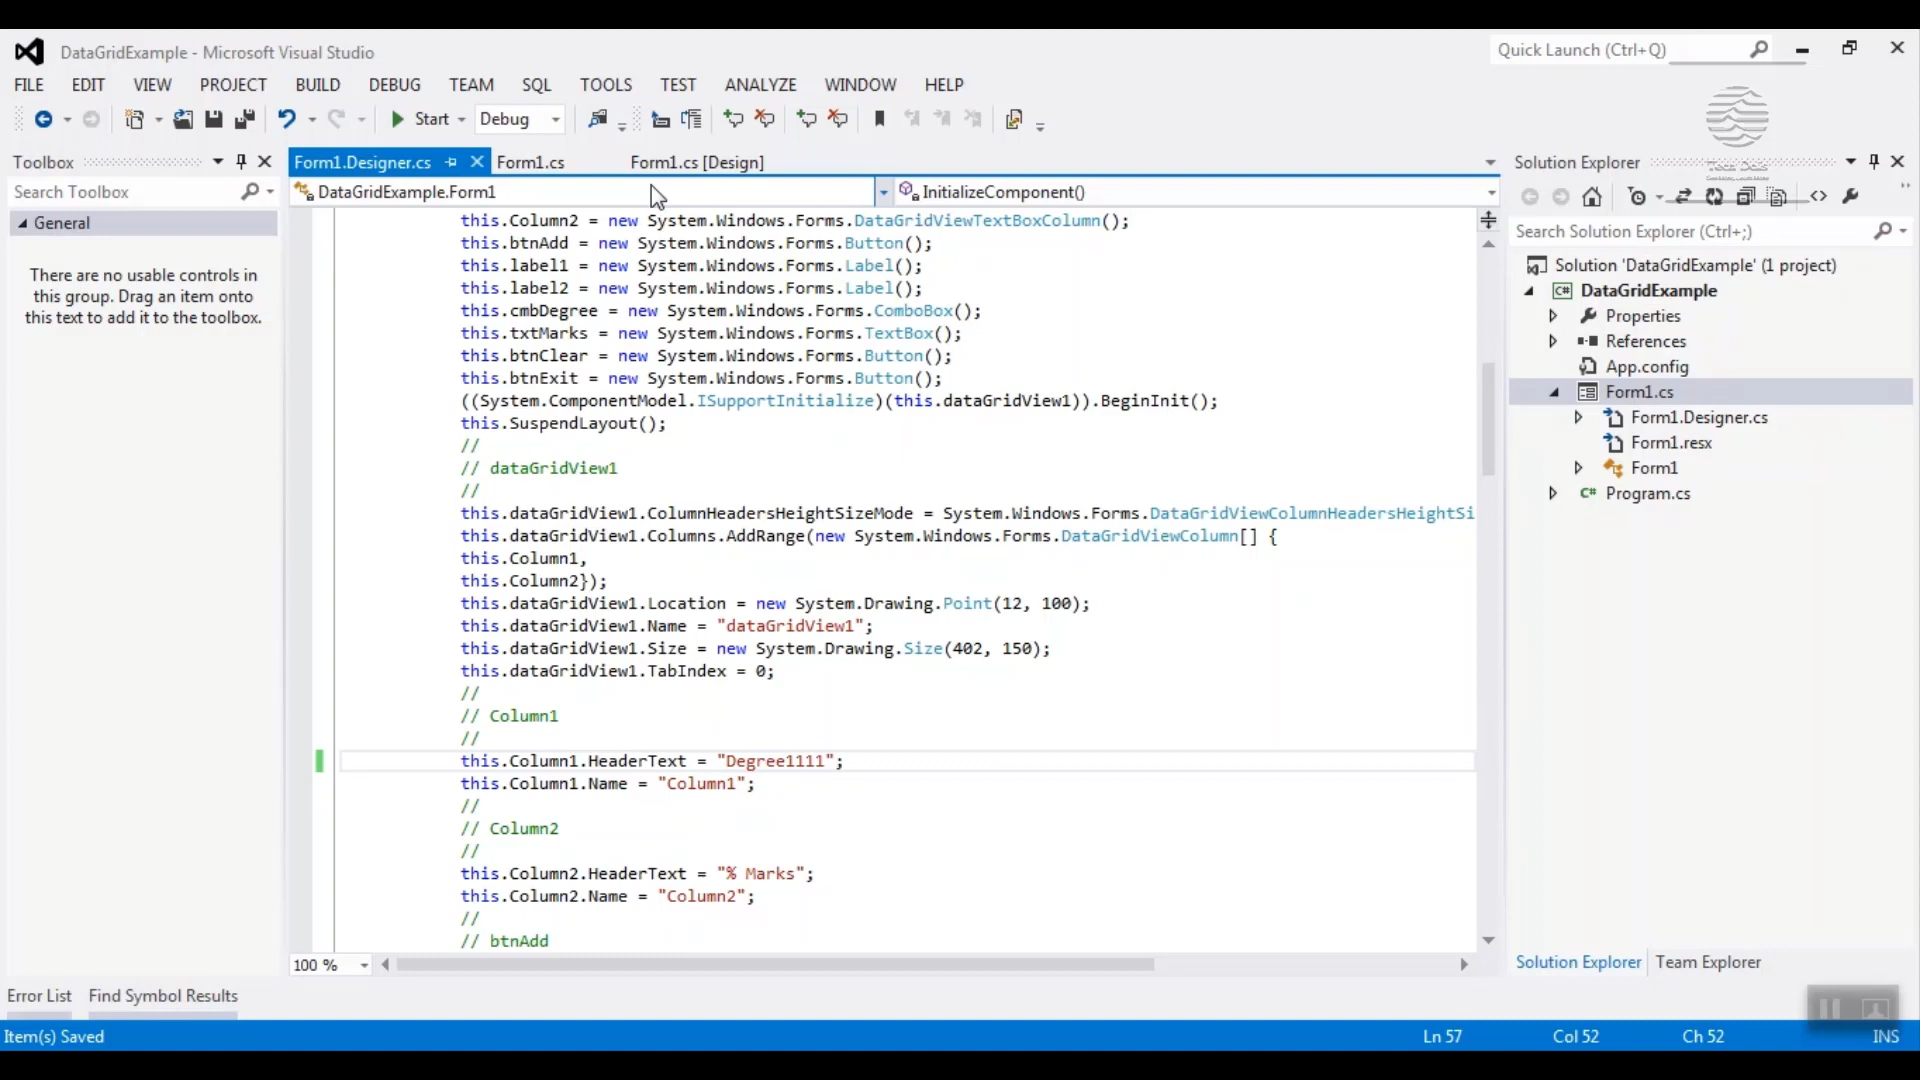 DataGridExample - Microsoft Visual Studio
Quick Launch (Ctrl+Q)
FILE EDIT VIEW PROJECT BUILD DEBUG TEAM SQL TOOLS TEST ANALYZE WINDOW HELP
Start Debug
Toolbox
Form1.Designer.cs Form1.cs Form1.cs [Design]
Solution Explorer
Search Toolbox
DataGridExample.Form1
InitializeComponent()
General
There are no usable controls in
this group. Drag an item onto
this text to add it to the toolbox.
this.Column2 = new System.Windows.Forms.DataGridViewTextBoxColumn();
this.btnAdd = new System.Windows.Forms.Button();
this.label1 = new System.Windows.Forms.Label();
this.label2 = new System.Windows.Forms.Label();
this.cmbDegree = new System.Windows.Forms.ComboBox();
this.txtMarks = new System.Windows.Forms.TextBox();
this.btnClear = new System.Windows.Forms.Button();
this.btnExit = new System.Windows.Forms.Button();
((System.ComponentModel.ISupportInitialize)(this.dataGridView1)).BeginInit();
this.SuspendLayout();
//
// dataGridView1
//
this.dataGridView1.ColumnHeadersHeightSizeMode = System.Windows.Forms.DataGridViewColumnHeadersHeightSi
this.dataGridView1.Columns.AddRange(new System.Windows.Forms.DataGridViewColumn[] {
this.Column1,
this.Column2});
this.dataGridView1.Location = new System.Drawing.Point(12, 100);
this.dataGridView1.Name = "dataGridView1";
this.dataGridView1.Size = new System.Drawing.Size(402, 150);
this.dataGridView1.TabIndex = 0;
//
// Column1
//
this.Column1.HeaderText = "Degree1111";
this.Column1.Name = "Column1";
//
// Column2
//
this.Column2.HeaderText = "% Marks";
this.Column2.Name = "Column2";
//
// btnAdd
100 %
Search Solution Explorer (Ctrl+;)
Solution 'DataGridExample' (1 project)
DataGridExample
Properties
References
App.config
Form1.cs
Form1.Designer.cs
Form1.resx
Form1
Program.cs
Solution Explorer Team Explorer
Error List Find Symbol Results
Item(s) Saved
Ln 57 Col 52 Ch 52 INS